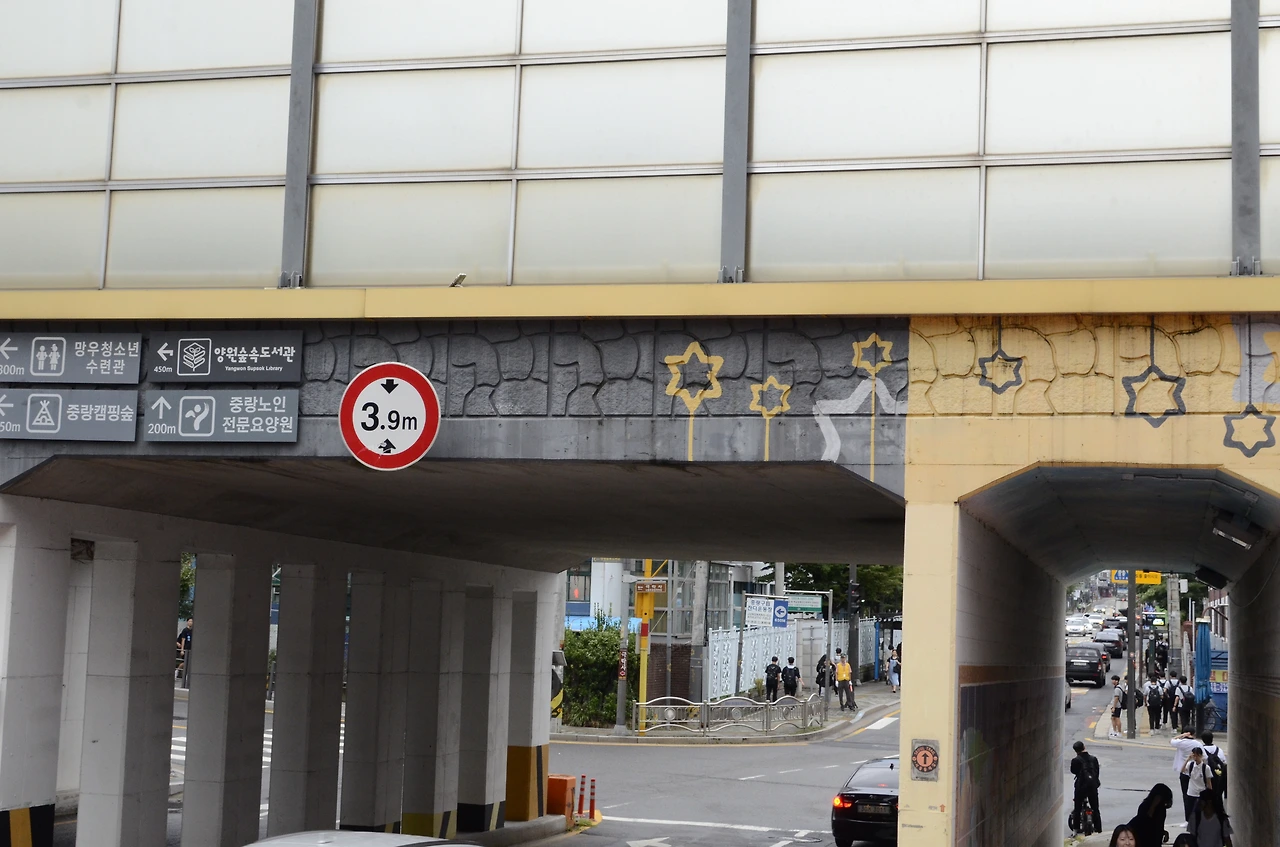 망우청소년
수련관
300m
450m
양원숲속도서관
Yangwon Supsok Library
중랑캠핑숲
50m
200m
중랑노인
전문요양원
3.9m